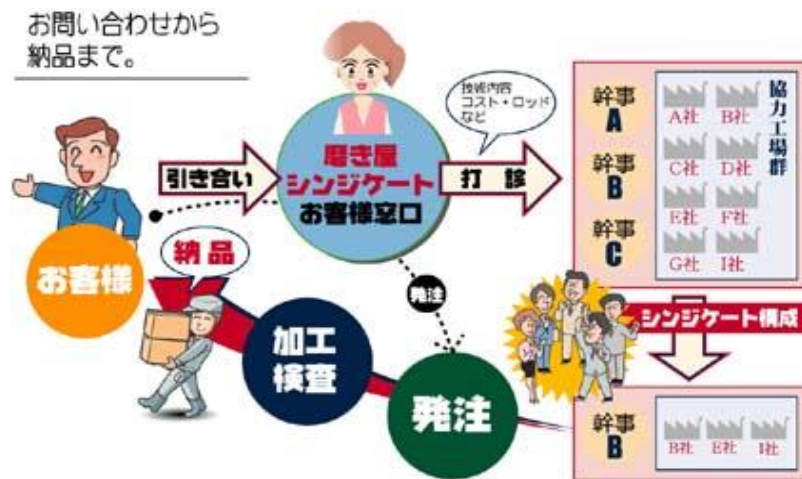 お問い合わせから
納品まで。
お客様
引き合い
磨き屋
シンジケート
お客様窓口
技術内容
コスト・ロッド
など
打診
幹事
A
幹事
B
幹事
C
A社 B社
C社 D社
E社 F社
G社 I社
協力工場群
シンジケート構成
幹事
B
B社 E社 I社
発注
発注
加工
検査
納品